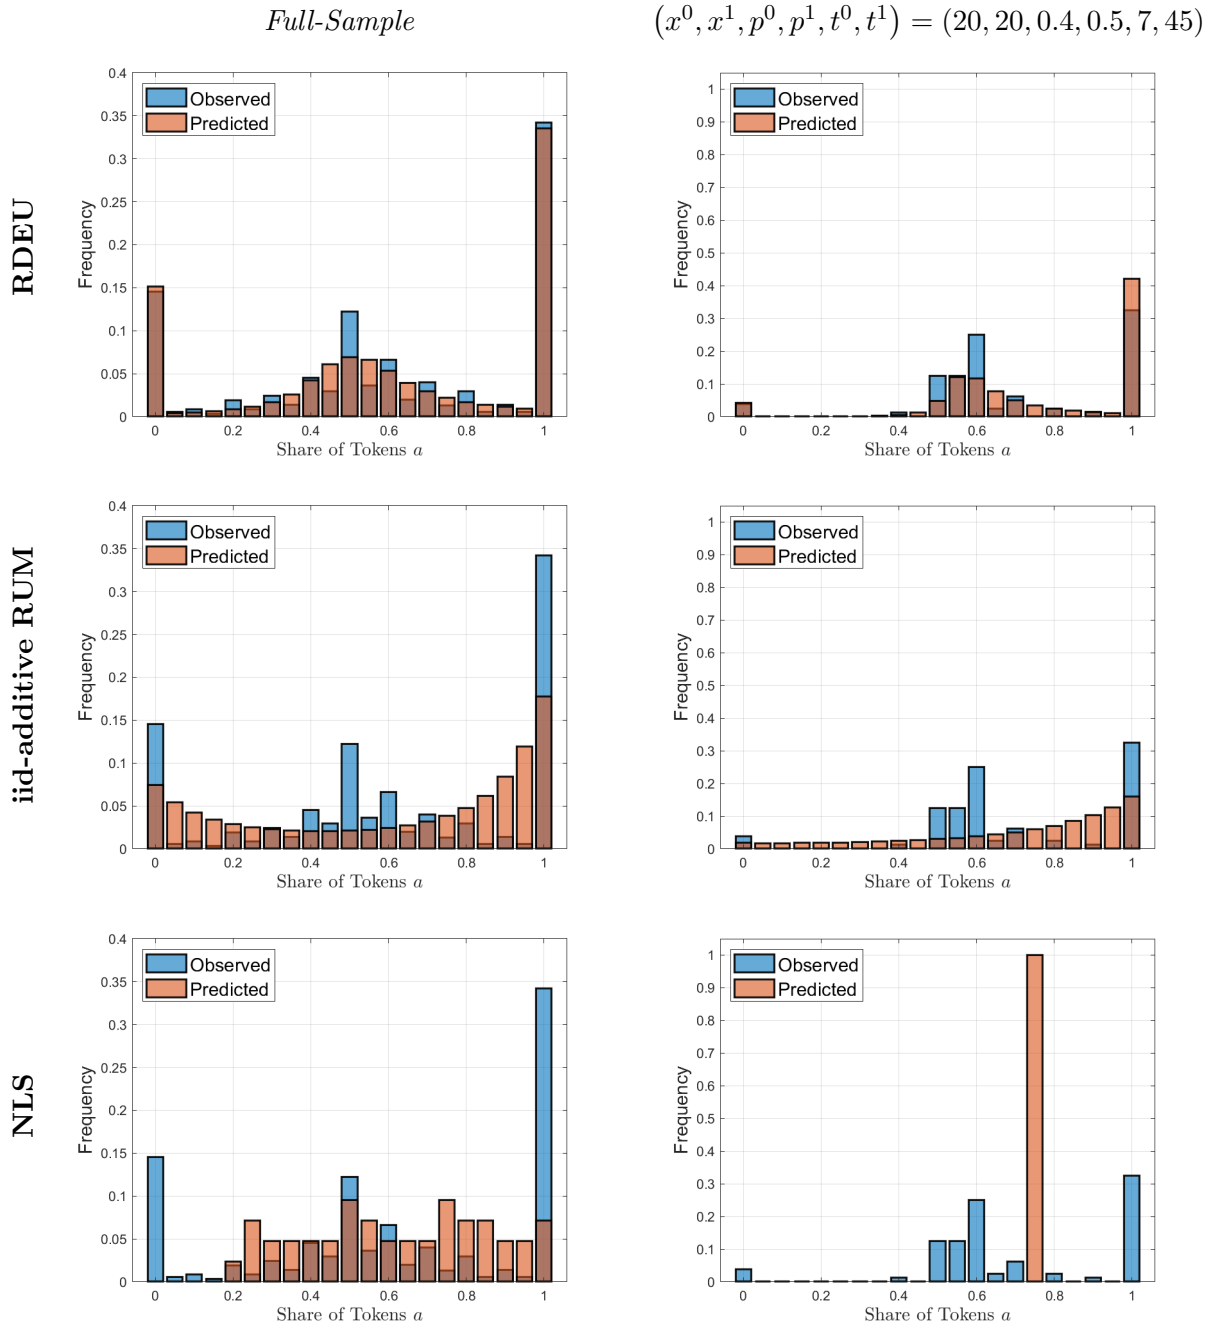 Full-Sample
(x⁰, x¹, p⁰, p¹, t⁰, t¹) = (20, 20, 0.4, 0.5, 7, 45)
RDEU
Frequency
0.4
0.35
0.3
0.25
0.2
0.15
0.1
0.05
0
Observed
Predicted
0 0.2 0.4 0.6 0.8 1
Share of Tokens a
Frequency
1
0.9
0.8
0.7
0.6
0.5
0.4
0.3
0.2
0.1
0
Observed
Predicted
0 0.2 0.4 0.6 0.8 1
Share of Tokens a
iid-additive RUM
Frequency
0.4
0.35
0.3
0.25
0.2
0.15
0.1
0.05
0
Observed
Predicted
0 0.2 0.4 0.6 0.8 1
Share of Tokens a
Frequency
1
0.9
0.8
0.7
0.6
0.5
0.4
0.3
0.2
0.1
0
Observed
Predicted
0 0.2 0.4 0.6 0.8 1
Share of Tokens a
NLS
Frequency
0.4
0.35
0.3
0.25
0.2
0.15
0.1
0.05
0
Observed
Predicted
0 0.2 0.4 0.6 0.8 1
Share of Tokens a
Frequency
1
0.9
0.8
0.7
0.6
0.5
0.4
0.3
0.2
0.1
0
Observed
Predicted
0 0.2 0.4 0.6 0.8 1
Share of Tokens a